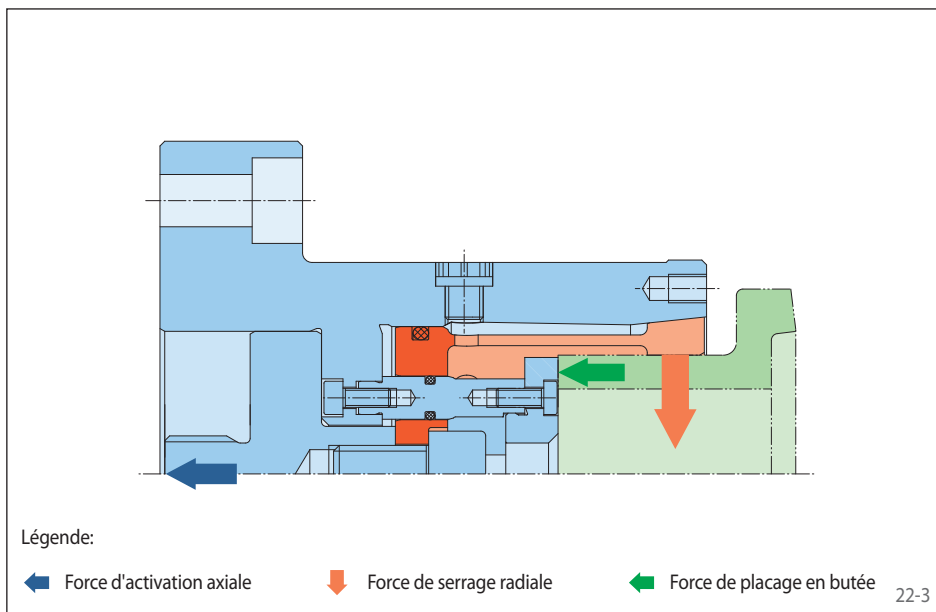 Légende:
Force d'activation axiale
Force de serrage radiale
Force de placage en butée
22-3